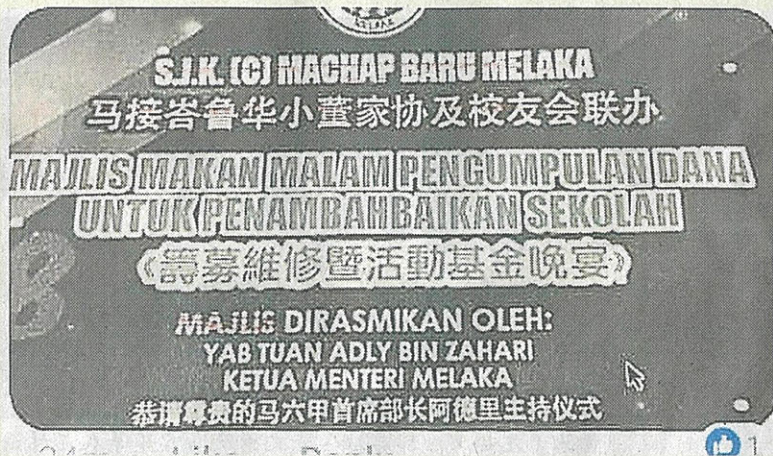 MELAKA
S.J.K. (C) MACHAP BARU MELAKA
马接峇鲁华小董家协及校友会联办
MAJLIS MAKAN MALAM PENGUMPULAN DANA
UNTUK PENAMBAHBAIKAN SEKOLAH
《籌募維修暨活動基金晚宴》
MAJLIS DIRASMIKAN OLEH:
YAB TUAN ADLY BIN ZAHARI
KETUA MENTERI MELAKA
恭请尊贵的马六甲首席部长阿德里主持仪式
1